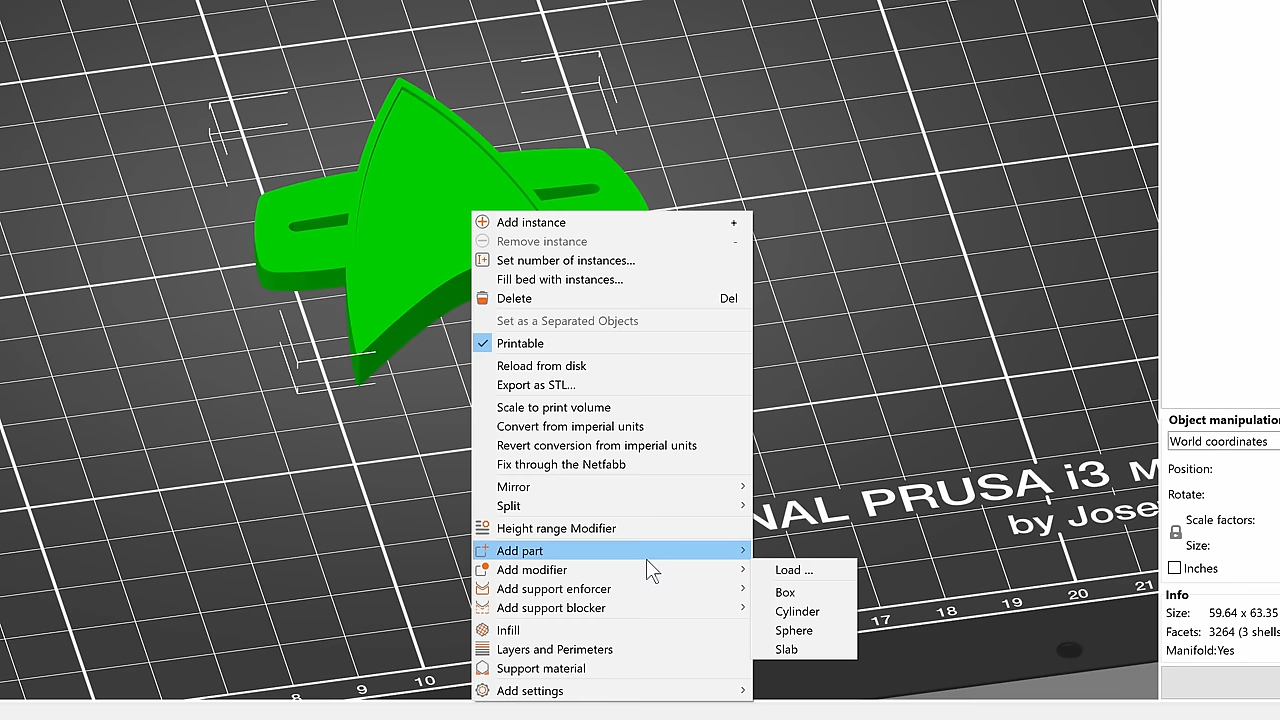 Add instance +
Remove instance -
Set number of instances...
Fill bed with instances...
Delete Del
Set as a Separated Objects
Printable
Reload from disk
Export as STL...
Scale to print volume
Convert from imperial units
Revert conversion from imperial units
Fix through the Netfabb
Mirror
Split
Height range Modifier
Add part
Add modifier
Add support enforcer
Add support blocker
Infill
Layers and Perimeters
Support material
Add settings
Load ...
Box
Cylinder
Sphere
Slab
NAL PRUSA i3 M
by Jose
8 9 10 17 18 19 20 21
Object manipulatio
World coordinates
Position:
Rotate:
Scale factors:
Size:
Inches
Info
Size: 59.64 x 63.35
Facets: 3264 (3 shells
Manifold:Yes